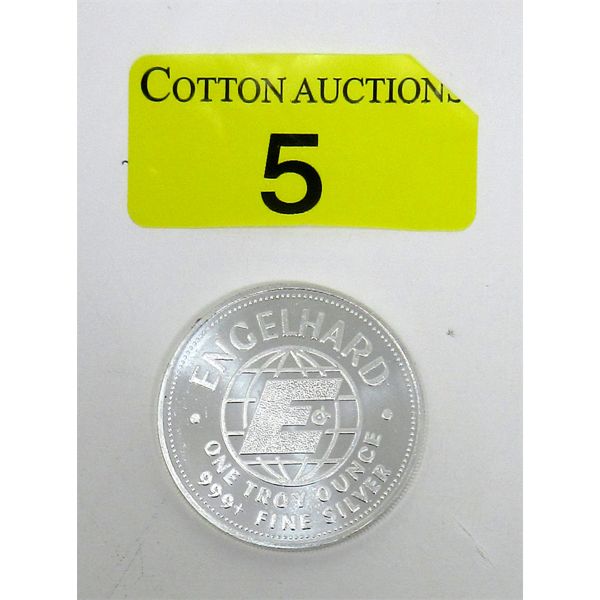 COTTON AUCTIONS
5
ENGELHARD
E
ONE TROY OUNCE
999+ FINE SILVER